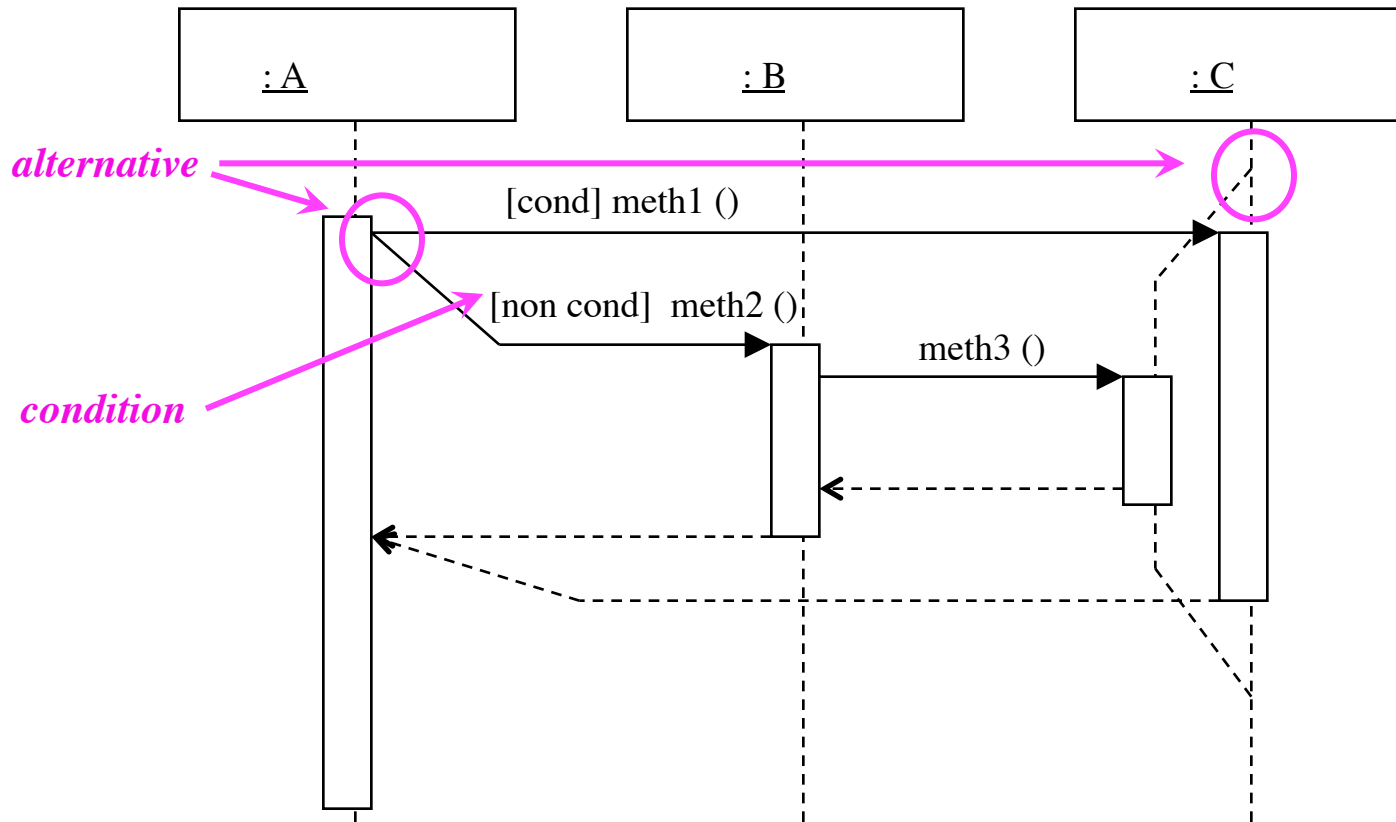 : A
: B
: C
alternative
[cond] meth1 ()
[non cond] meth2 ()
meth3 ()
condition